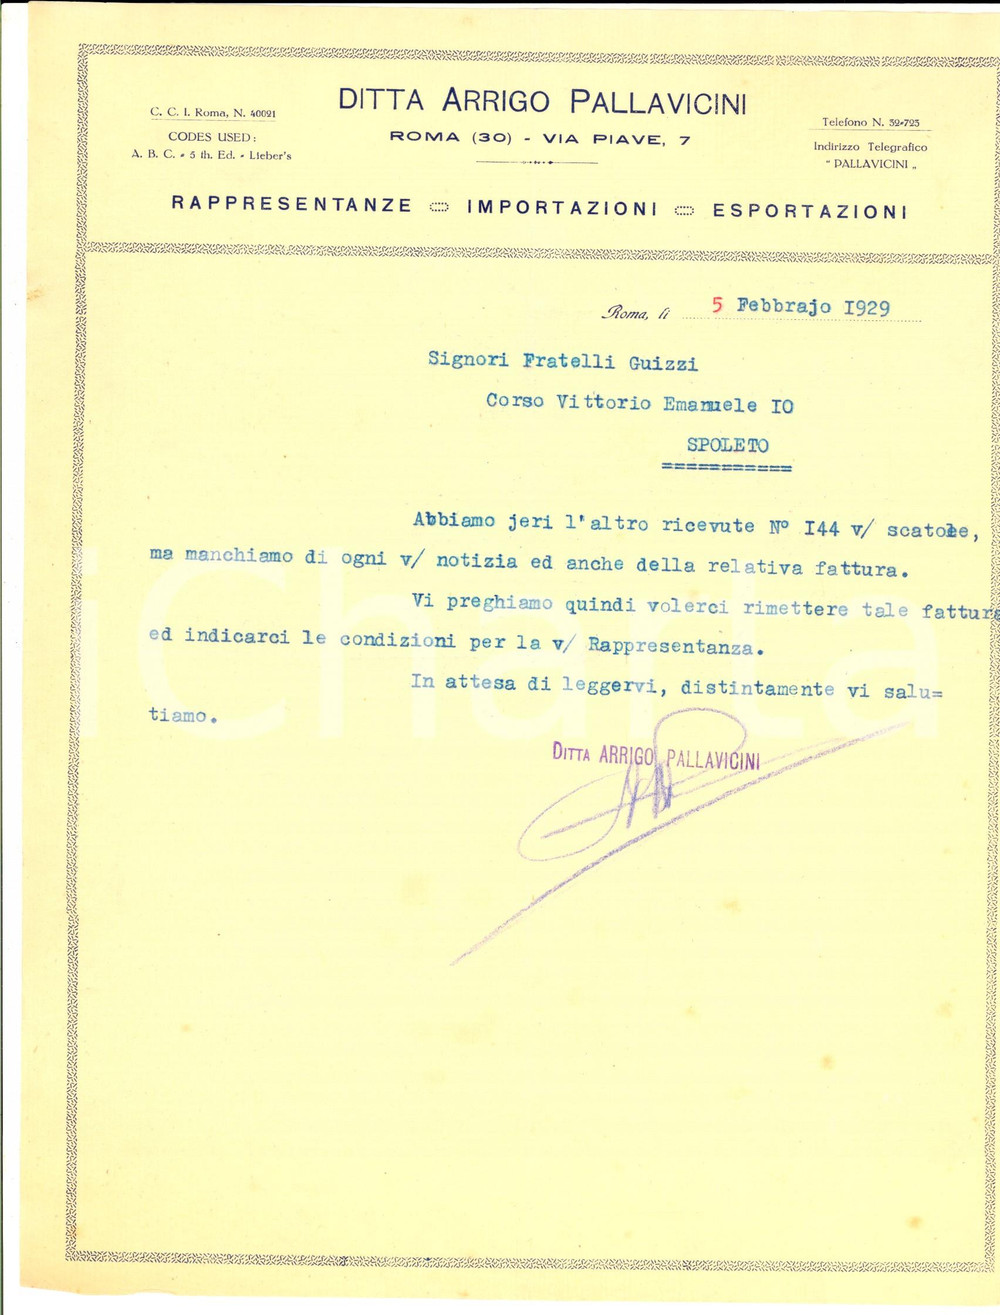 C. C. I. Roma, N. 40021
CODES USED:
A. B. C. - 5 th. Ed. - Lieber's
DITTA ARRIGO PALLAVICINI
ROMA (30) - VIA PIAVE, 7
Telefono N. 32-723
Indirizzo Telegrafico
" PALLAVICINI „
RAPPRESENTANZE IMPORTAZIONI ESPORTAZIONI
Roma, li 5 Febbrajo I929
Signori Fratelli Guizzi
Corso Vittorio Emanuele IO
SPOLETO
===========
Abbiamo jeri l'altro ricevute N° I44 v/ scatole,
ma manchiamo di ogni v/ notizia ed anche della relativa fattura.
Vi preghiamo quindi volerci rimettere tale fattura
ed indicarci le condizioni per la v/ Rappresentanza.
In attesa di leggervi, distintamente vi salu=
tiamo.
DITTA ARRIGO PALLAVICINI
iCharta